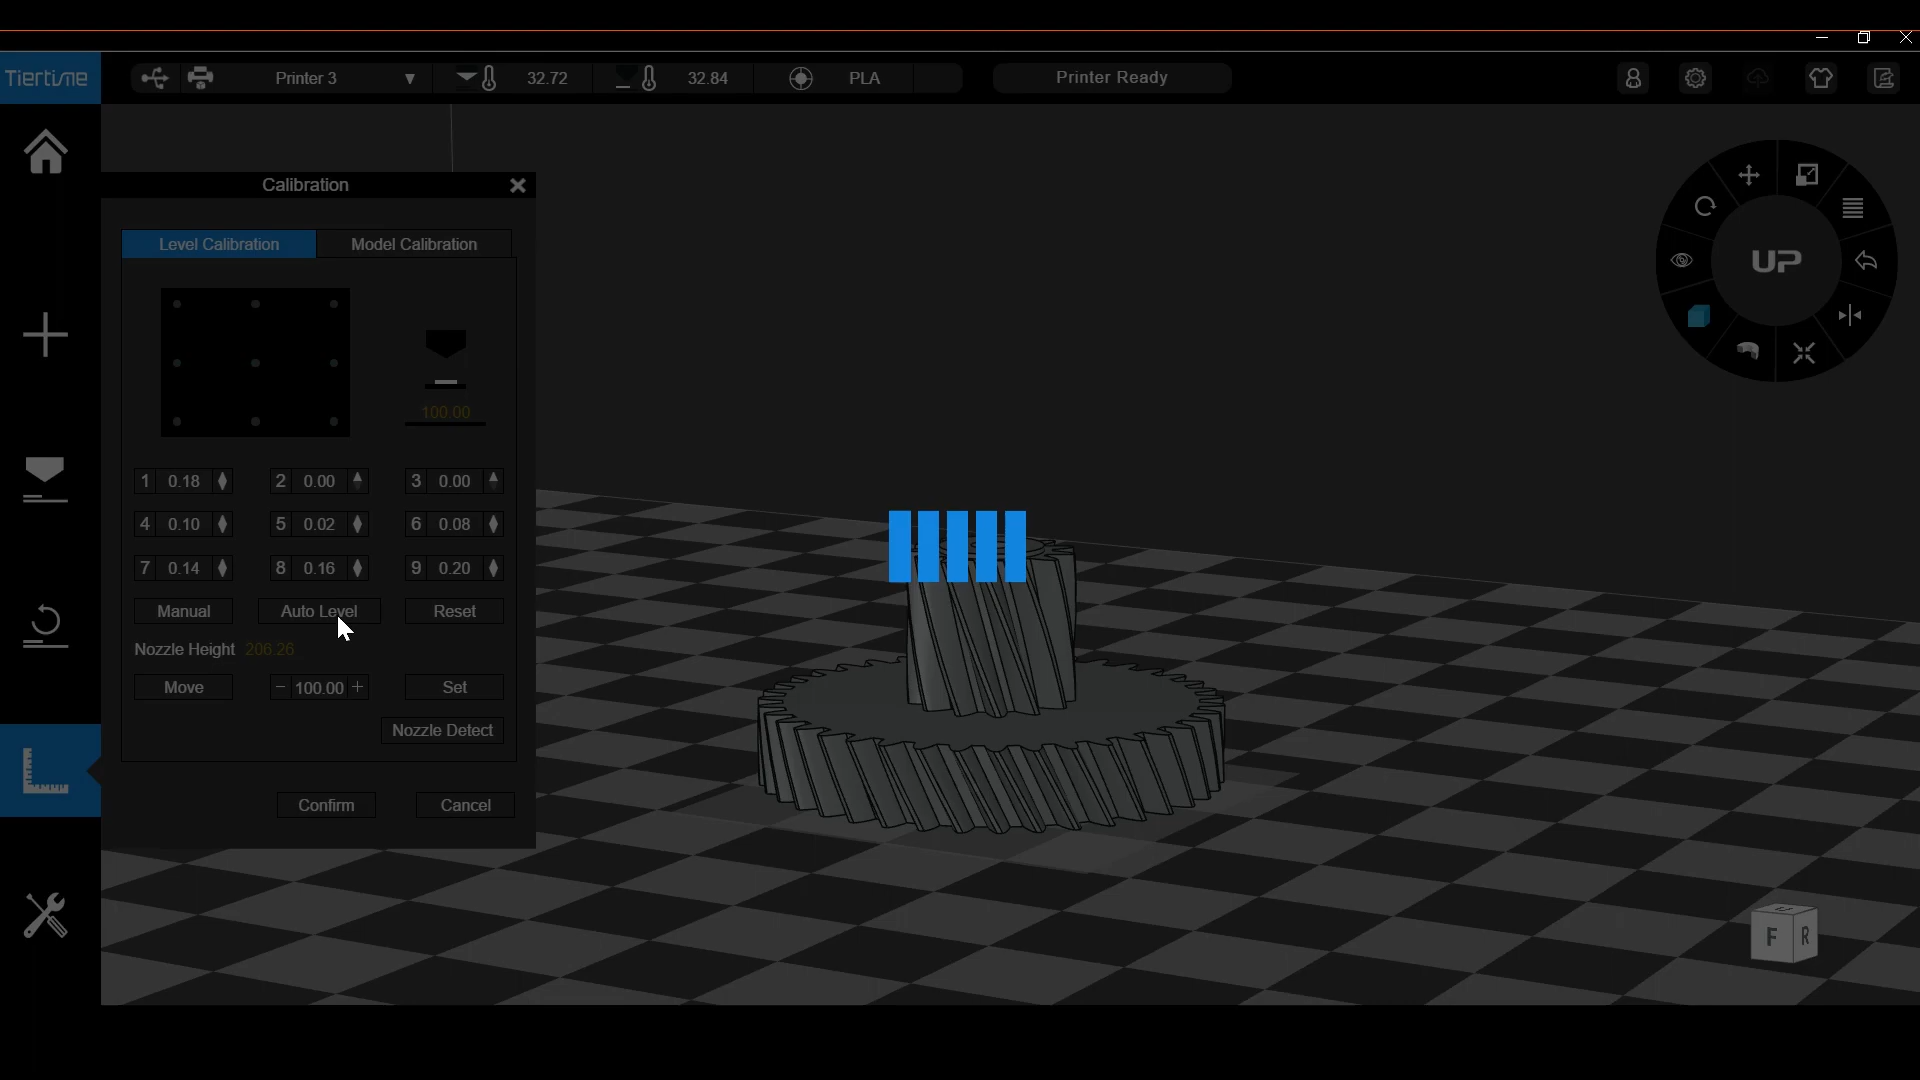 Tiertime
Printer 3
32.72
32.84
PLA
Printer Ready
Calibration
Level Calibration
Model Calibration
UP
100.00
1 0.18
2 0.00
3 0.00
4 0.10
5 0.02
6 0.08
7 0.14
8 0.16
9 0.20
Manual
Auto Level
Reset
Nozzle Height 206.26
Move
- 100.00 +
Set
Nozzle Detect
Confirm
Cancel
F
R